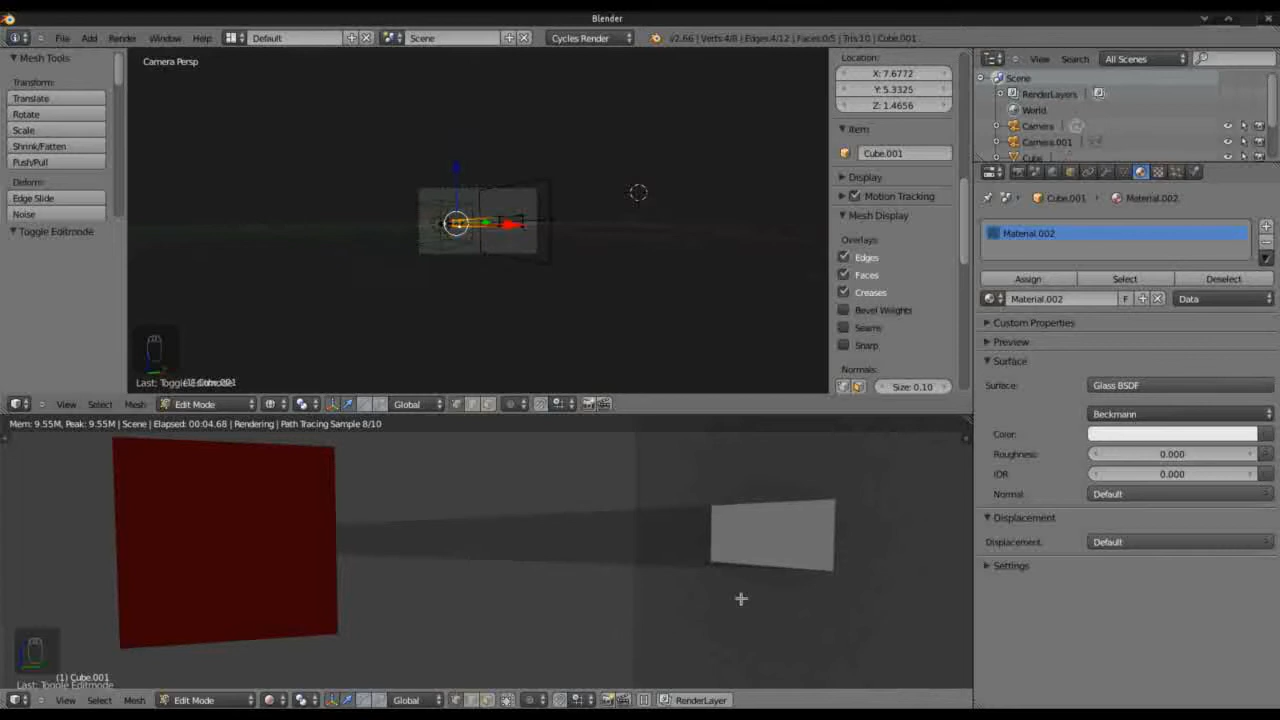 Blender
File Add Render Window Help Default Scene Cycles Render v2.66 | Verts:4/8 | Edges:4/12 | Faces:0/5 | Tris:10 | Cube.001
Mesh Tools
Transform:
Translate
Rotate
Scale
Shrink/Fatten
Push/Pull
Deform:
Edge Slide
Noise
Toggle Editmode
Camera Persp
Last: Toggle Editmode
Location:
X: 7.6772
Y: 5.3325
Z: 1.4656
Item
Cube.001
Display
Motion Tracking
Mesh Display
Overlays:
Edges
Faces
Creases
Bevel Weights
Seams
Sharp
Normals:
Size: 0.10
View Search All Scenes
Scene
RenderLayers
World
Camera
Camera.001
Cube
Cube.001 Material.002
Material.002
Assign Select Deselect
Material.002 F Data
Custom Properties
Preview
Surface
Surface: Glass BSDF
Beckmann
Color:
Roughness: 0.000
IOR: 0.000
Normal: Default
Displacement
Displacement: Default
Settings
View Select Mesh Edit Mode Global
Mem: 9.55M, Peak: 9.55M | Scene | Elapsed: 00:04.68 | Rendering | Path Tracing Sample 8/10
(1) Cube.001
Last: Toggle Editmode
View Select Mesh Edit Mode Global RenderLayer